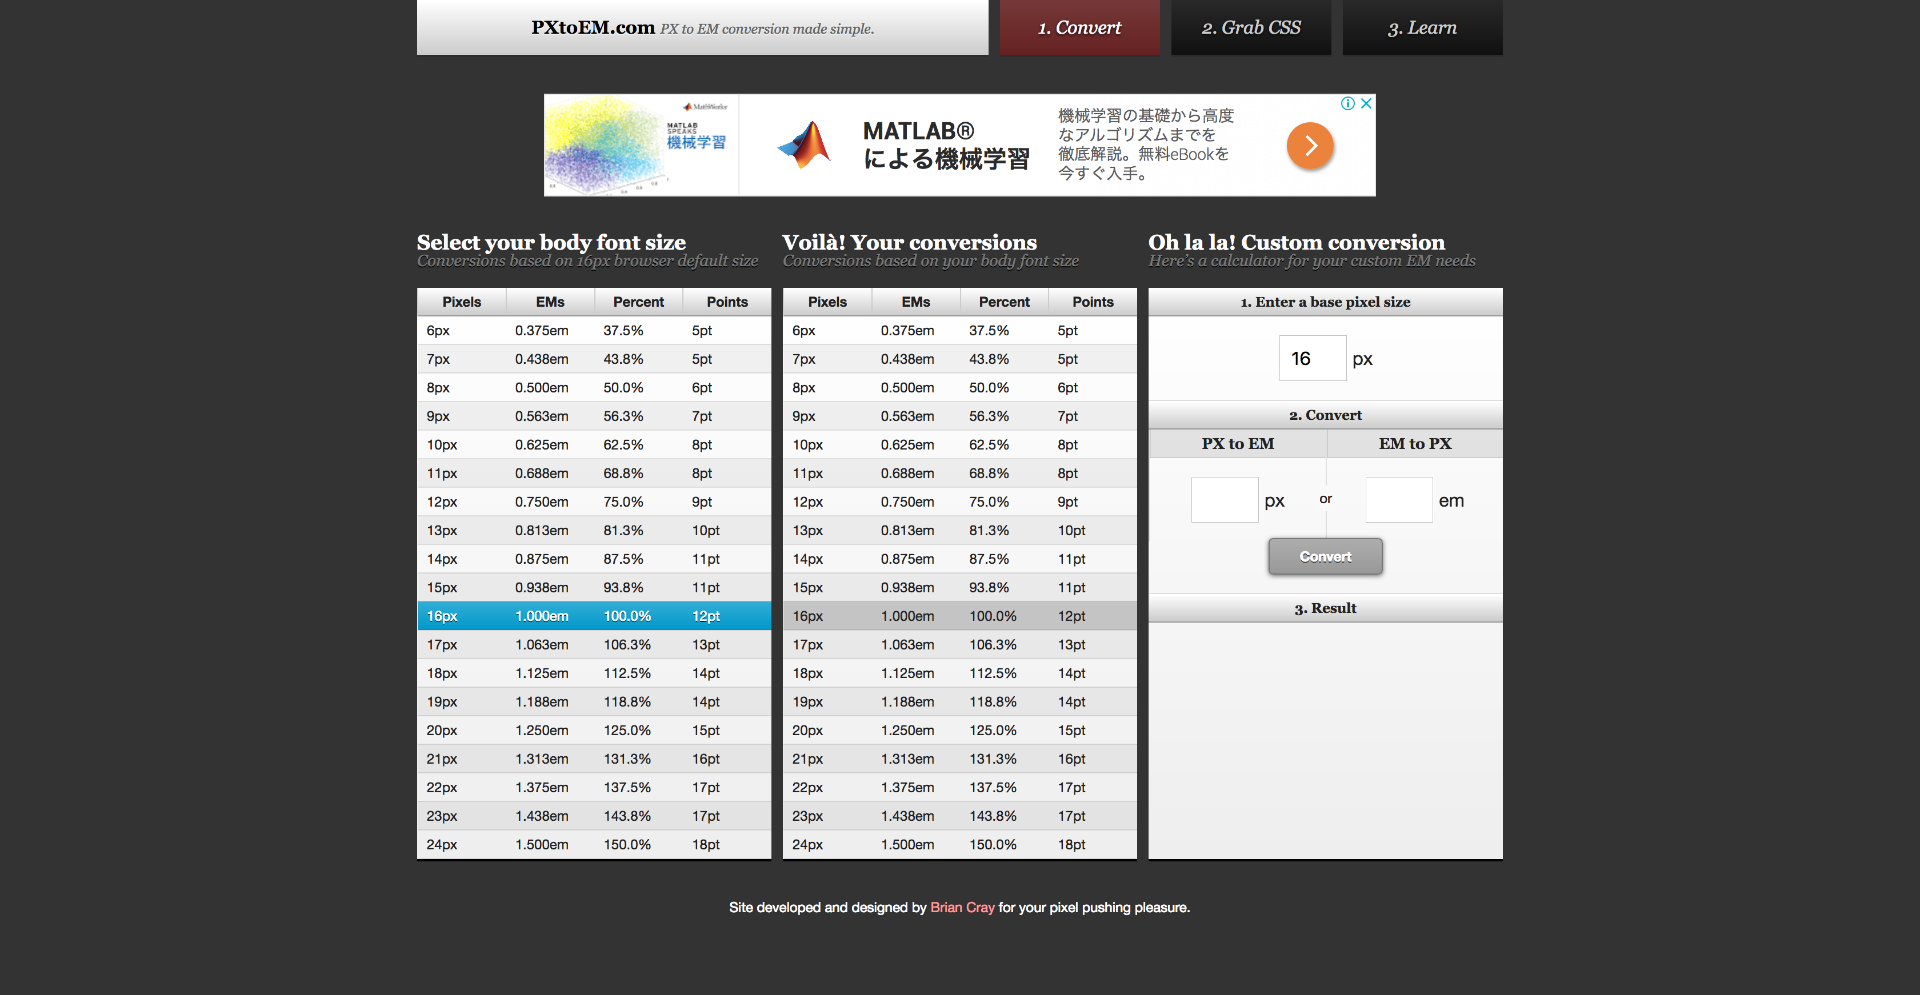 PXtoEM.com PX to EM conversion made simple.
1. Convert
2. Grab CSS
3. Learn
MathWorks
MATLAB
SPEAKS
機械学習
MATLAB®
による機械学習
機械学習の基礎から高度
なアルゴリズムまでを
徹底解説。無料eBookを
今すぐ入手。
Select your body font size
Conversions based on 16px browser default size
Pixels EMs Percent Points
6px 0.375em 37.5% 5pt
7px 0.438em 43.8% 5pt
8px 0.500em 50.0% 6pt
9px 0.563em 56.3% 7pt
10px 0.625em 62.5% 8pt
11px 0.688em 68.8% 8pt
12px 0.750em 75.0% 9pt
13px 0.813em 81.3% 10pt
14px 0.875em 87.5% 11pt
15px 0.938em 93.8% 11pt
16px 1.000em 100.0% 12pt
17px 1.063em 106.3% 13pt
18px 1.125em 112.5% 14pt
19px 1.188em 118.8% 14pt
20px 1.250em 125.0% 15pt
21px 1.313em 131.3% 16pt
22px 1.375em 137.5% 17pt
23px 1.438em 143.8% 17pt
24px 1.500em 150.0% 18pt
Voilà! Your conversions
Conversions based on your body font size
Pixels EMs Percent Points
6px 0.375em 37.5% 5pt
7px 0.438em 43.8% 5pt
8px 0.500em 50.0% 6pt
9px 0.563em 56.3% 7pt
10px 0.625em 62.5% 8pt
11px 0.688em 68.8% 8pt
12px 0.750em 75.0% 9pt
13px 0.813em 81.3% 10pt
14px 0.875em 87.5% 11pt
15px 0.938em 93.8% 11pt
16px 1.000em 100.0% 12pt
17px 1.063em 106.3% 13pt
18px 1.125em 112.5% 14pt
19px 1.188em 118.8% 14pt
20px 1.250em 125.0% 15pt
21px 1.313em 131.3% 16pt
22px 1.375em 137.5% 17pt
23px 1.438em 143.8% 17pt
24px 1.500em 150.0% 18pt
Oh la la! Custom conversion
Here's a calculator for your custom EM needs
1. Enter a base pixel size
16 px
2. Convert
PX to EM EM to PX
px or em
Convert
3. Result
Site developed and designed by Brian Cray for your pixel pushing pleasure.